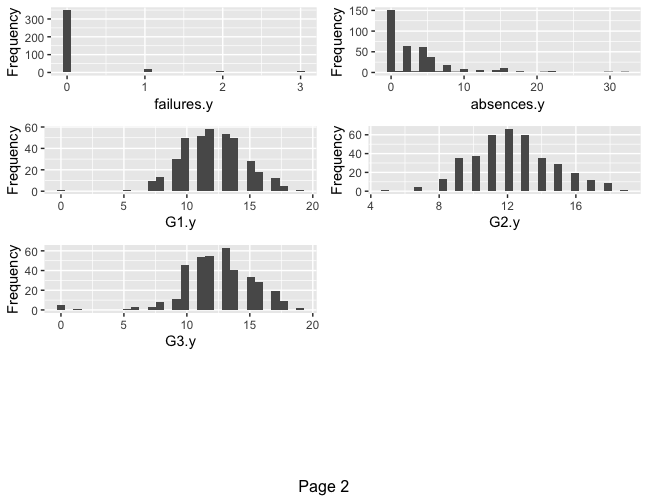 Frequency
300
200
100
0
0 1 2 3
failures.y
Frequency
150
100
50
0
0 10 20 30
absences.y
Frequency
60
40
20
0
0 5 10 15 20
G1.y
Frequency
60
40
20
0
4 8 12 16
G2.y
Frequency
60
40
20
0
0 5 10 15 20
G3.y
Page 2